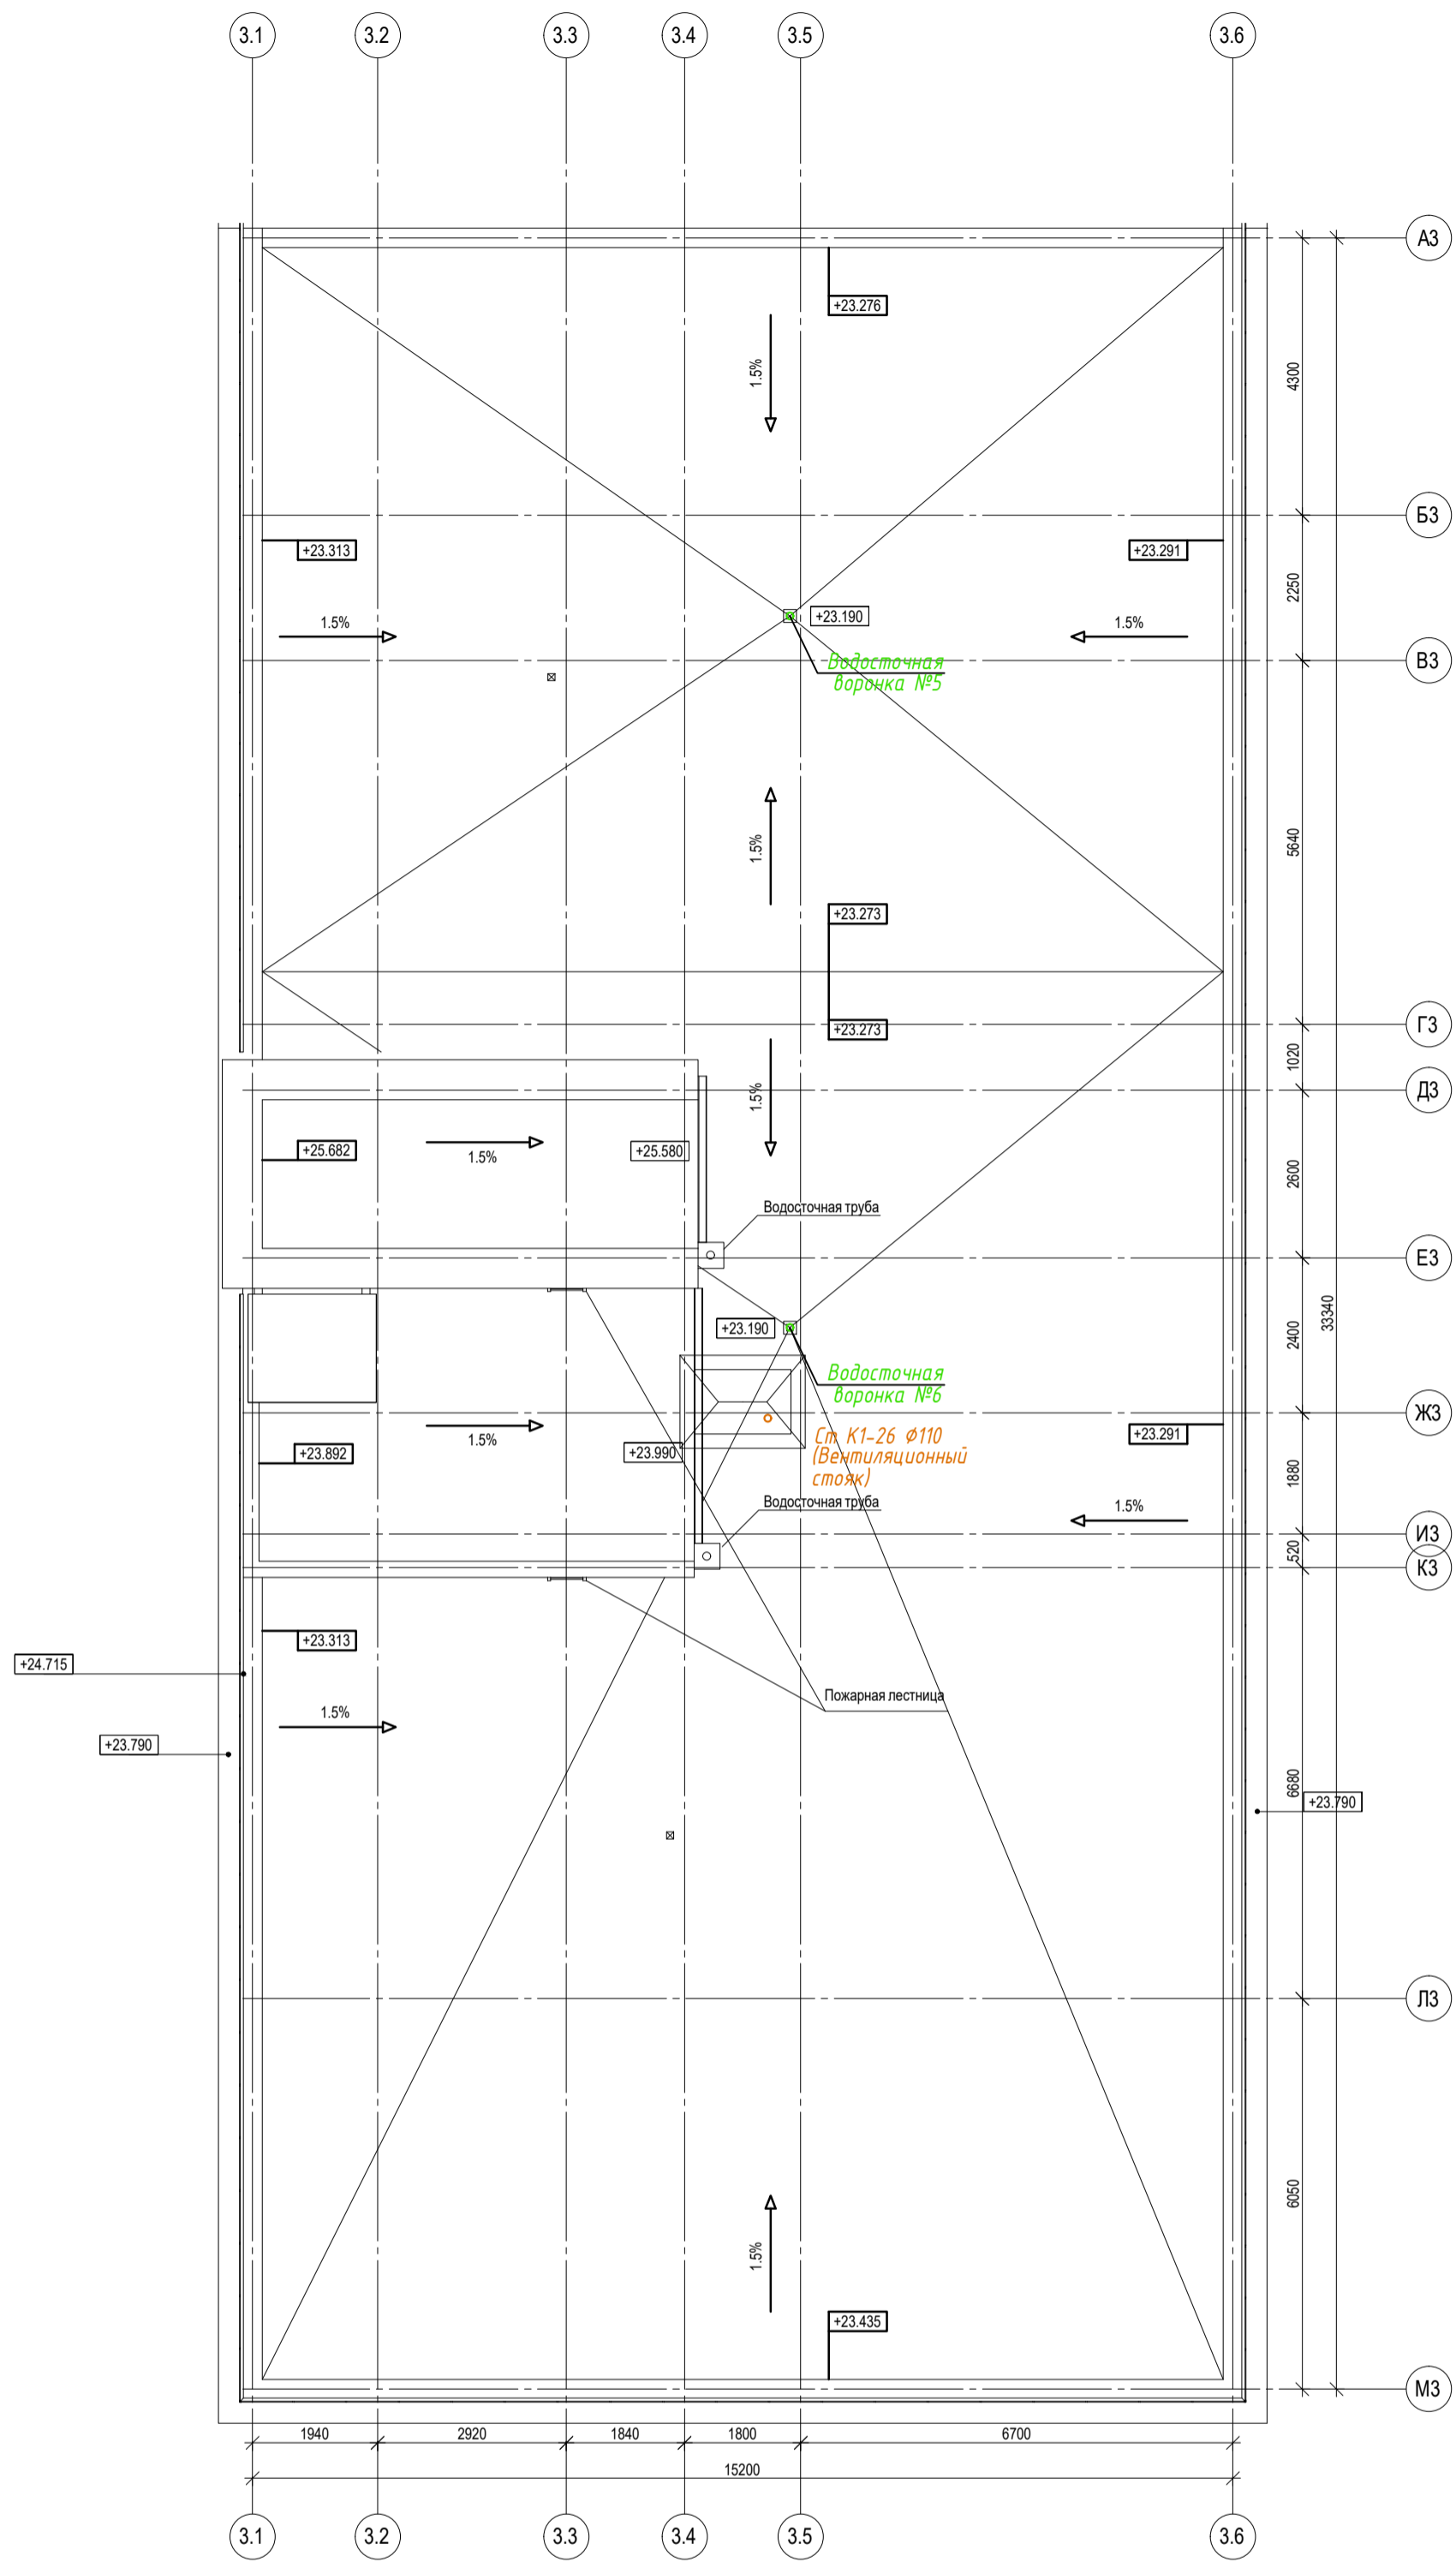 3.1
3.2
3.3
3.4
3.5
3.6
А3
+23.276
1.5%
4300
Б3
+23.313
+23.291
2250
1.5%
+23.190
1.5%
Водосточная
воронка №5
В3
1.5%
5640
+23.273
+23.273
Г3
1020
1.5%
Д3
+25.682
1.5%
+25.580
2600
Водосточная труба
Е3
33340
+23.190
2400
Водосточная
воронка №6
Ж3
1.5%
+23.892
+23.990
Ст К1-26 Ф110
(Вентиляционный
стояк)
+23.291
1880
Водосточная труба
1.5%
И3
520
К3
+23.313
+24.715
Пожарная лестница
1.5%
+23.790
6680
+23.790
Л3
6050
1.5%
+23.435
М3
1940
2920
1840
1800
6700
15200
3.1
3.2
3.3
3.4
3.5
3.6